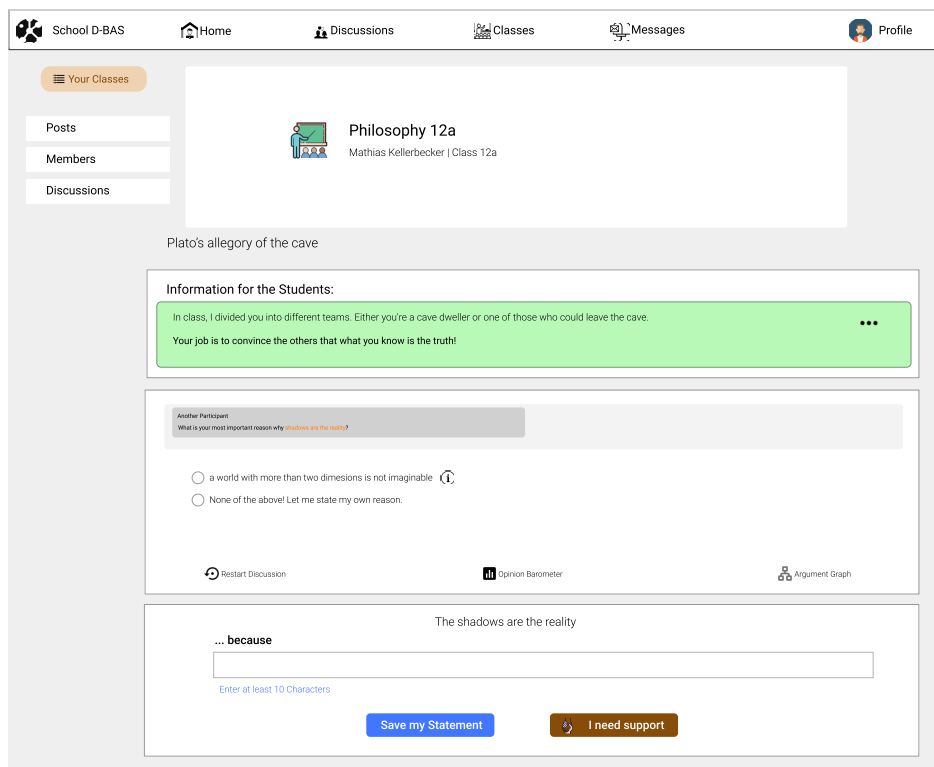 School D-BAS
Home
Discussions
Classes
Messages
Profile
Your Classes
Posts
Members
Discussions
Philosophy 12a
Mathias Kellerbecker | Class 12a
Plato's allegory of the cave
Information for the Students:
In class, I divided you into different teams. Either you're a cave dweller or one of those who could leave the cave.
Your job is to convince the others that what you know is the truth!
Another Participant
What is your most important reason why shadows are the reality?
a world with more than two dimesions is not imaginable
None of the above! Let me state my own reason.
Restart Discussion
Opinion Barometer
Argument Graph
The shadows are the reality
... because
Enter at least 10 Characters
Save my Statement
I need support